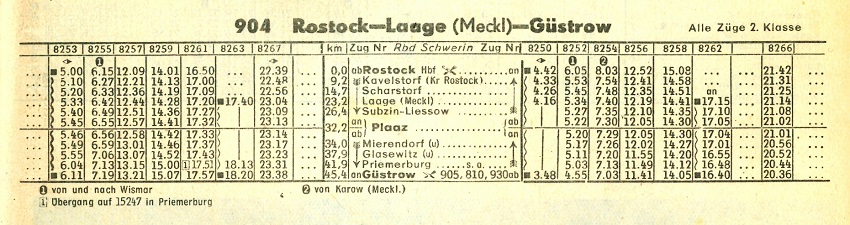 904 Rostock—Laage (Meckl)—Güstrow Alle Züge 2. Klasse
... 8253 8255 8257 8259 8261 8263 8267 ... km Zug Nr Rbd Schwerin Zug Nr 8250 8252 8254 8256 8258 8262 8266
❶ ❶ ❷
... 5.00 6.15 12.09 14.01 16.50 ... 22.39 ... 0,0 ab Rostock Hbf an 4.42 6.05 8.03 12.52 15.08 ... 21.42 ...
... 5.10 6.27 12.21 14.13 17.00 ... 22.48 ... 9,2 Kavelstorf (Kr Rostock) 4.33 5.53 7.54 12.41 14.58 ... 21.31 ...
... 5.20 6.33 12.36 14.19 17.09 ... 22.56 ... 14,7 Scharstorf 4.25 5.45 7.48 12.35 14.51 an 21.25 ...
... 5.33 6.42 12.44 14.28 17.20 17.40 23.04 ... 23,2 Laage (Meckl) 4.16 5.34 7.40 12.19 14.41 17.15 21.14 ...
... 5.40 6.49 12.51 14.36 17.27 23.09 ... 26,4 Subzin-Liessow 5.27 7.35 12.10 14.35 17.10 21.08 ...
... 5.45 6.55 12.57 14.41 17.32 23.13 ... 32,2 an Plaaz ab 5.22 7.30 12.05 14.30 17.05 21.02 ...
... 5.46 6.56 12.58 14.42 17.33 23.14 ... ab an 5.20 7.29 12.05 14.30 17.04 21.01 ...
... 5.49 6.59 13.01 14.46 17.37 23.17 ... 34,0 Mierendorf (u) 5.17 7.26 12.02 14.27 17.01 20.56 ...
... 5.55 7.06 13.07 14.52 17.43 23.23 ... 37,9 Glasewitz (u) 5.11 7.20 11.55 14.20 16.55 20.52 ...
... 6.04 7.13 13.15 15.00 17.51 18.13 23.31 ... 41,9 Priemerburg s. a. 5.03 7.13 11.49 14.12 16.48 20.44 ...
... 6.11 7.19 13.21 15.07 17.57 18.20 23.38 ... 45,4 an Güstrow 905, 810, 930 ab 3.48 4.55 7.03 11.41 14.05 16.40 20.36 ...
❶ von und nach Wismar ❷ von Karow (Meckl.)
Übergang auf 15247 in Priemerburg